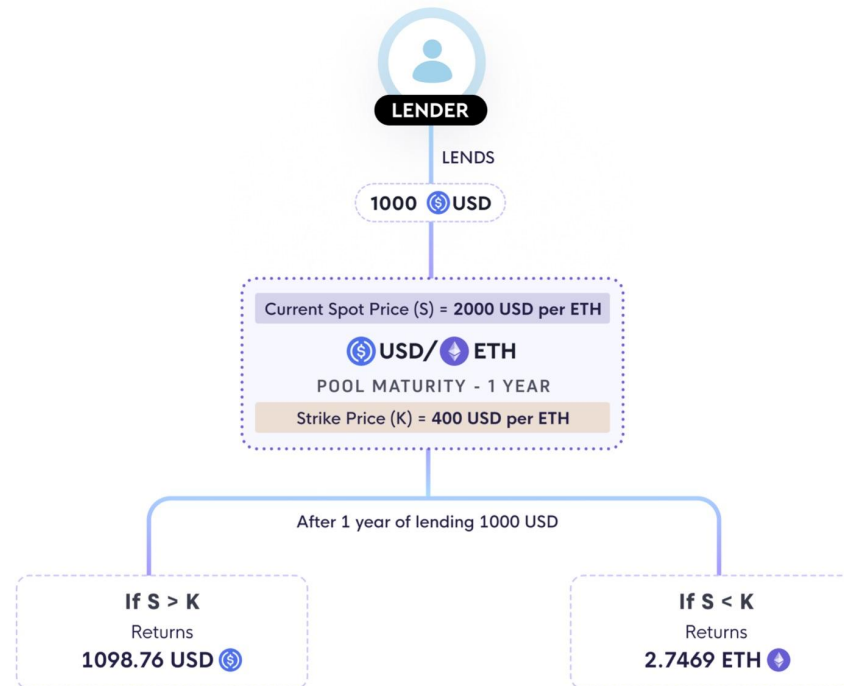 LENDER
LENDS
1000 USD
Current Spot Price (S) = 2000 USD per ETH
USD/ ETH
POOL MATURITY - 1 YEAR
Strike Price (K) = 400 USD per ETH
After 1 year of lending 1000 USD
If S > K
Returns
1098.76 USD
If S < K
Returns
2.7469 ETH